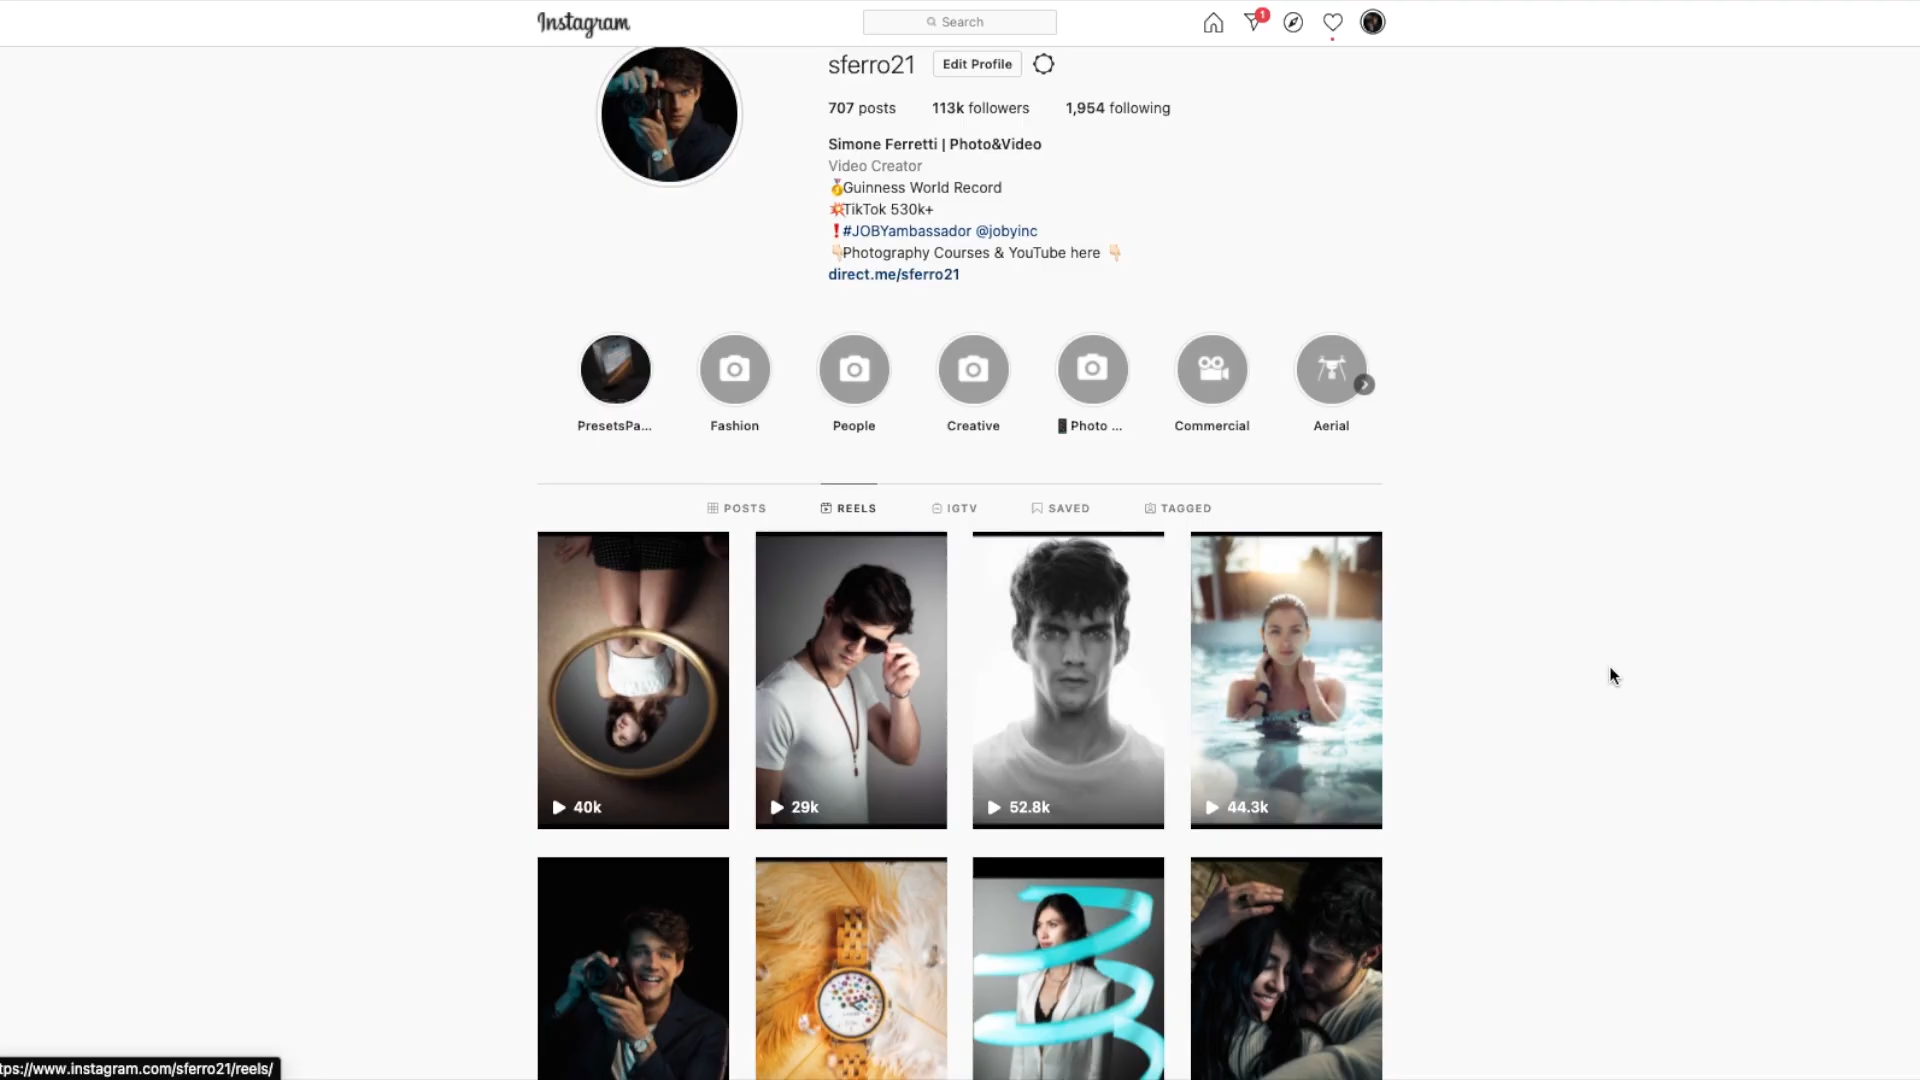 Instagram
Search
1
sferro21
Edit Profile
707 posts
113k followers
1,954 following
Simone Ferretti | Photo&Video
Video Creator
🥇Guinness World Record
💥TikTok 530k+
❗#JOBYambassador @jobyinc
👇🏻Photography Courses & YouTube here 👇🏻
direct.me/sferro21
PresetsPa...
Fashion
People
Creative
📱Photo ...
Commercial
Aerial
POSTS
REELS
IGTV
SAVED
TAGGED
40k
29k
52.8k
44.3k
tps://www.instagram.com/sferro21/reels/